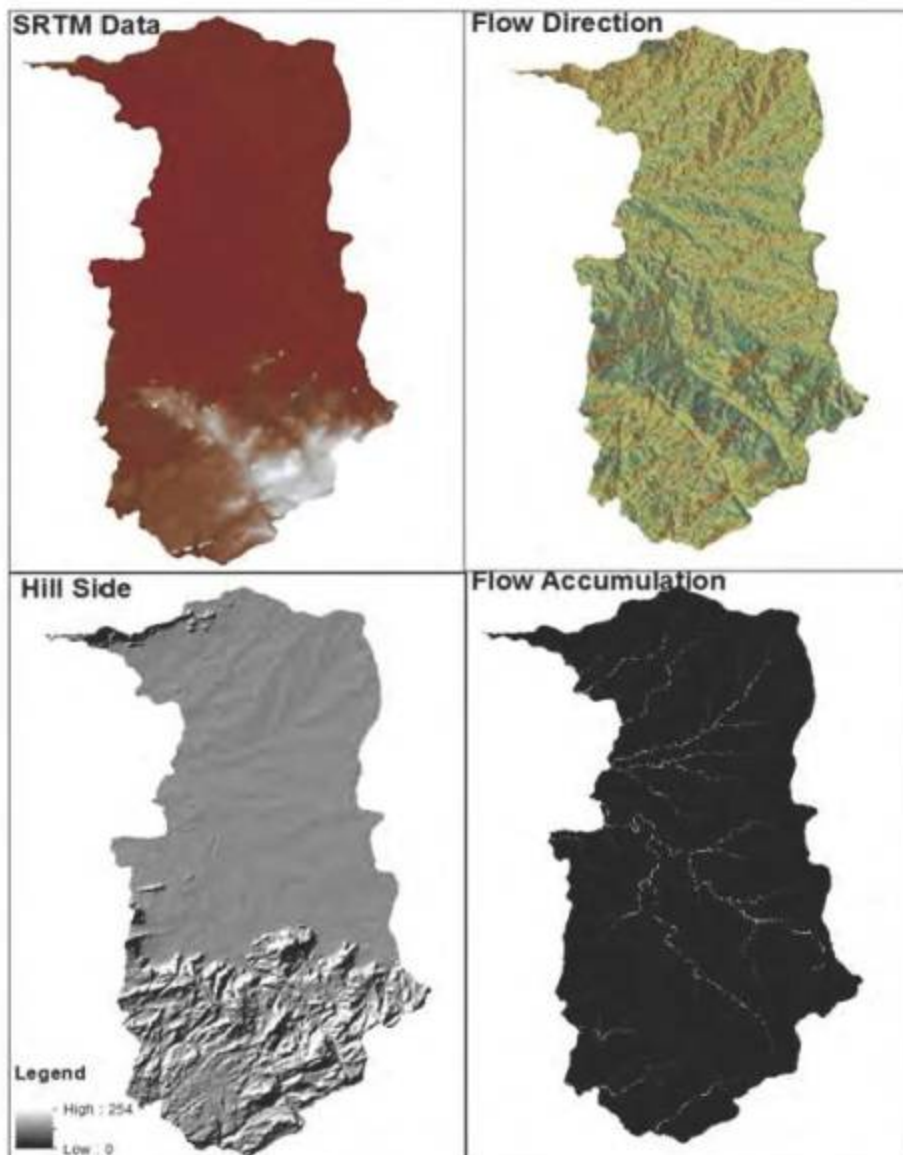 SRTM Data
Flow Direction
Hill Side
Flow Accumulation
Legend
High : 254
Low : 0